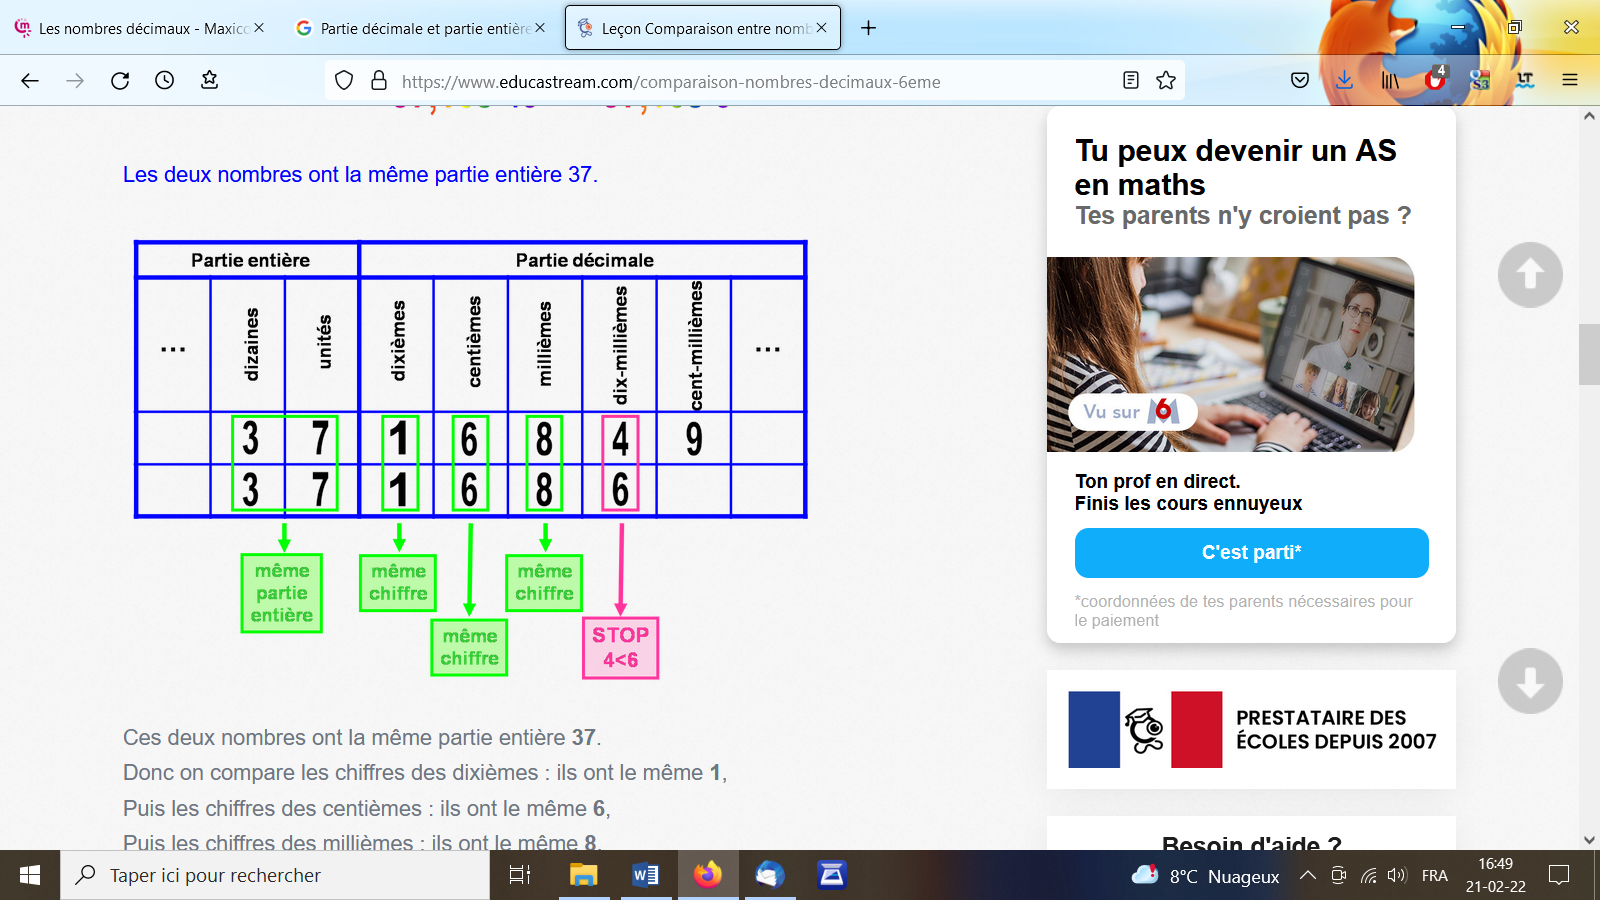 Les nombres décimaux - Maxico
Partie décimale et partie entière
Leçon Comparaison entre nomb
https://www.educastream.com/comparaison-nombres-decimaux-6eme
4
Les deux nombres ont la même partie entière 37.
Partie entière
Partie décimale
...
dizaines
unités
dixièmes
centièmes
millièmes
dix-millièmes
cent-millièmes
...
3 7 1 6 8 4 9
3 7 1 6 8 6
même
partie
entière
même
chiffre
même
chiffre
même
chiffre
STOP
4<6
Ces deux nombres ont la même partie entière 37.
Donc on compare les chiffres des dixièmes : ils ont le même 1,
Puis les chiffres des centièmes : ils ont le même 6,
Puis les chiffres des millièmes : ils ont le même 8,
Tu peux devenir un AS
en maths
Tes parents n'y croient pas ?
Vu sur M6
Ton prof en direct.
Finis les cours ennuyeux
C'est parti*
*coordonnées de tes parents nécessaires pour
le paiement
PRESTATAIRE DES
ÉCOLES DEPUIS 2007
Besoin d'aide ?
Taper ici pour rechercher
8°C Nuageux
FRA
16:49
21-02-22